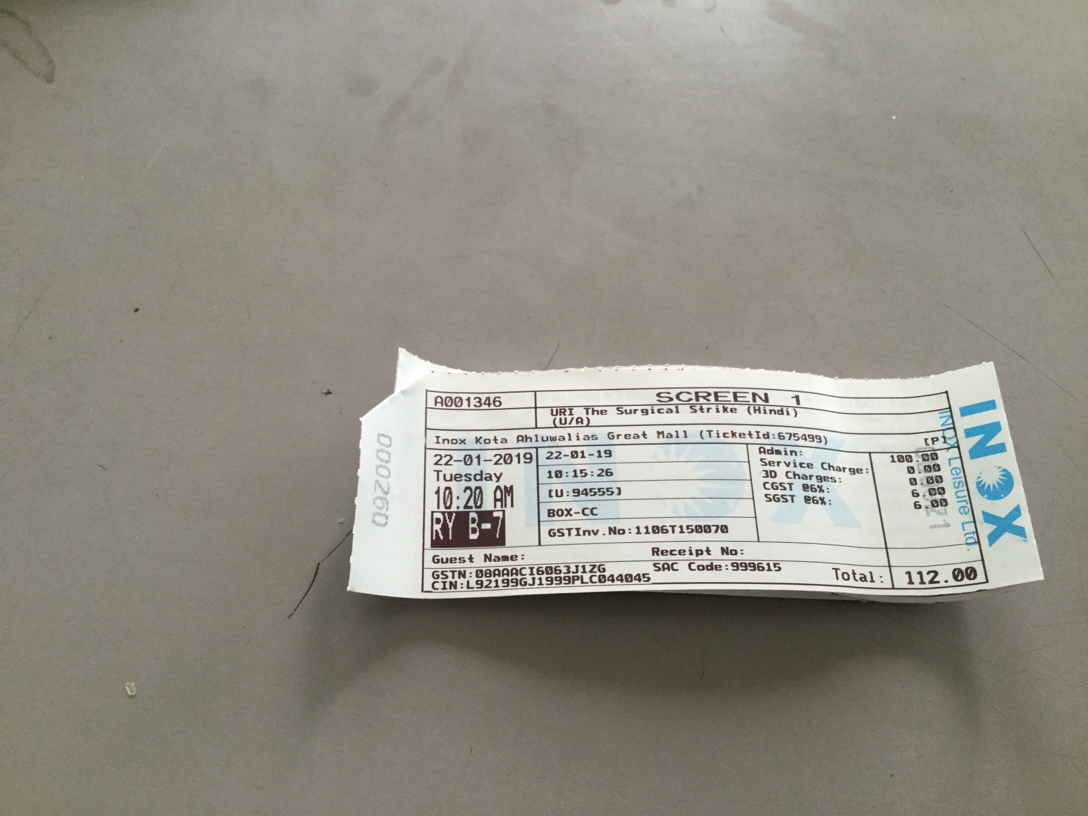 A001346
SCREEN 1
URI The Surgical Strike (Hindi)
(U/A)
Inox Kota Ahluwalias Great Mall (TicketId:675499)
[P]
22-01-2019
Tuesday
10:20 AM
RY B-7
22-01-19
10:15:26
[U:94555]
BOX-CC
GSTInv.No:1106T150070
Admin: 100.00
Service Charge: 0.00
3D Charges: 0.00
CGST @6%: 6.00
SGST @6%: 6.00
Guest Name:
Receipt No:
GSTN:08AAACI6063J1ZG
SAC Code:999615
CIN:L92199GJ1999PLC044045
Total: 112.00
000260
INOX Leisure Ltd.
INOX
INOX